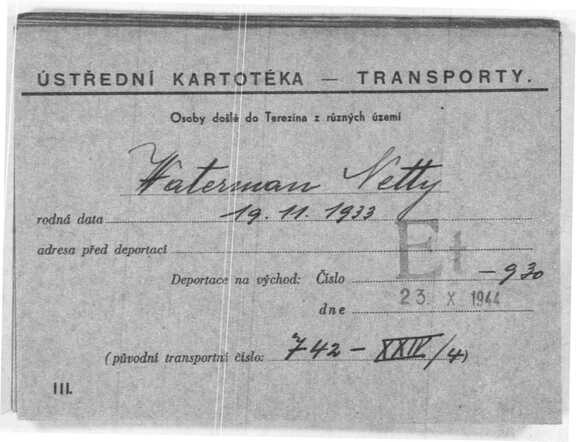 ÚSTŘEDNÍ KARTOTÉKA — TRANSPORTY.
Osoby došlé do Terezína z různých území
Waterman Netty
rodná data 19. 11. 1933
adresa před deportací
Deportace na východ: Číslo Et - 930
dne 23 X 1944
(původní transportní číslo: 742 - XXIV/4)
III.